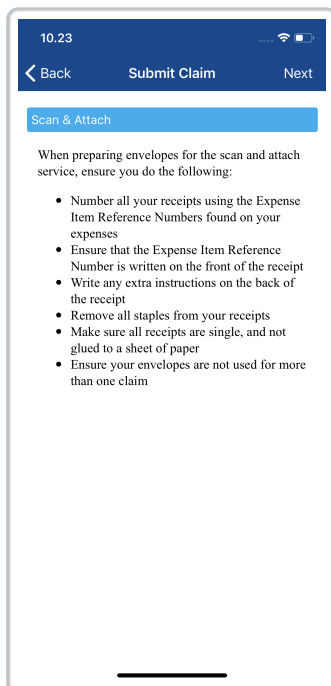 10.23
Back Submit Claim Next
Scan & Attach
When preparing envelopes for the scan and attach
service, ensure you do the following:
• Number all your receipts using the Expense
Item Reference Numbers found on your
expenses
• Ensure that the Expense Item Reference
Number is written on the front of the receipt
• Write any extra instructions on the back of
the receipt
• Remove all staples from your receipts
• Make sure all receipts are single, and not
glued to a sheet of paper
• Ensure your envelopes are not used for more
than one claim